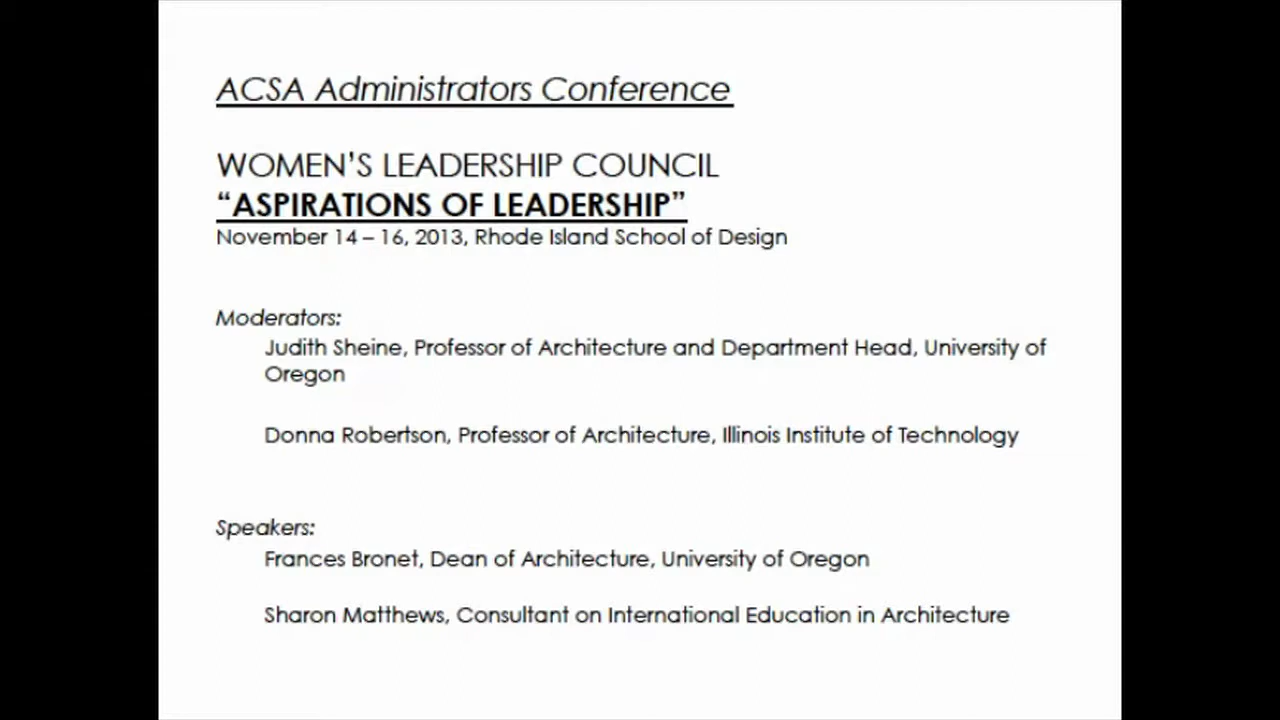 ACSA Administrators Conference
WOMEN’S LEADERSHIP COUNCIL
“ASPIRATIONS OF LEADERSHIP”
November 14 – 16, 2013, Rhode Island School of Design
Moderators:
Judith Sheine, Professor of Architecture and Department Head, University of
Oregon
Donna Robertson, Professor of Architecture, Illinois Institute of Technology
Speakers:
Frances Bronet, Dean of Architecture, University of Oregon
Sharon Matthews, Consultant on International Education in Architecture